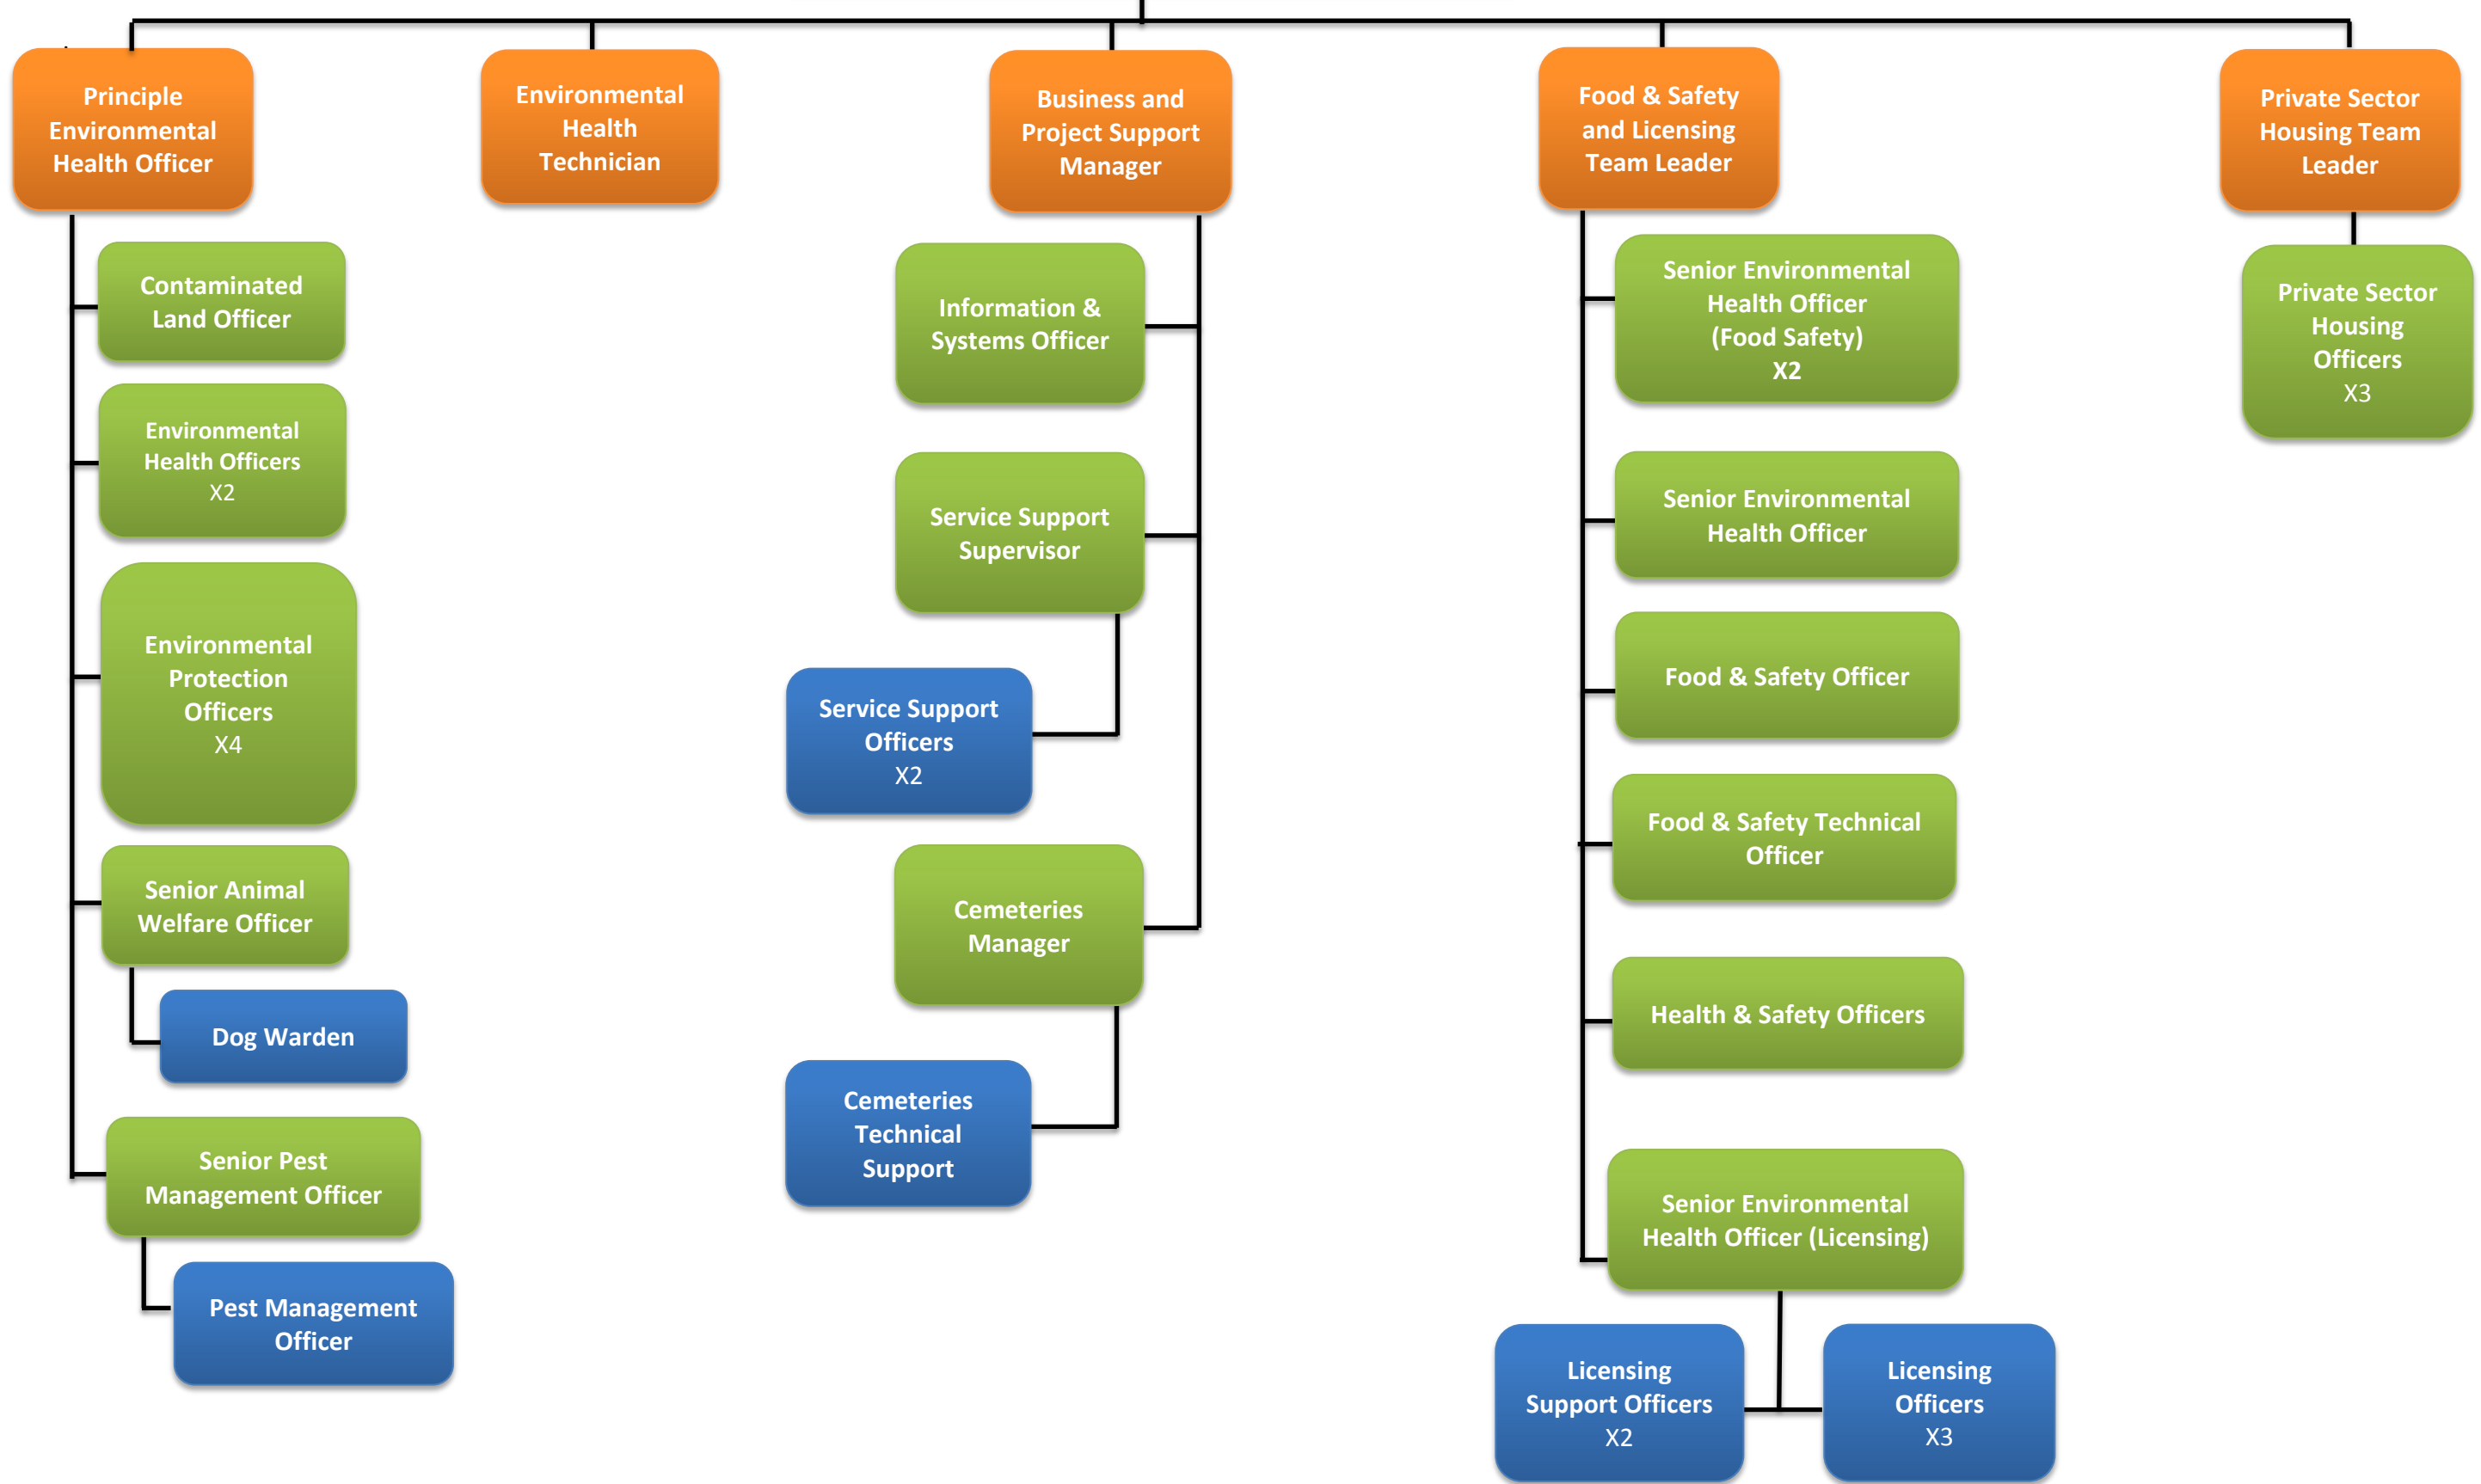 Principle
Environmental
Health Officer
Environmental
Health
Technician
Business and
Project Support
Manager
Food & Safety
and Licensing
Team Leader
Private Sector
Housing Team
Leader
Contaminated
Land Officer
Environmental
Health Officers
X2
Environmental
Protection
Officers
X4
Senior Animal
Welfare Officer
Dog Warden
Senior Pest
Management Officer
Pest Management
Officer
Information &
Systems Officer
Service Support
Supervisor
Service Support
Officers
X2
Cemeteries
Manager
Cemeteries
Technical
Support
Senior Environmental
Health Officer
(Food Safety)
X2
Senior Environmental
Health Officer
Food & Safety Officer
Food & Safety Technical
Officer
Health & Safety Officers
Senior Environmental
Health Officer (Licensing)
Licensing
Support Officers
X2
Licensing
Officers
X3
Private Sector
Housing
Officers
X3